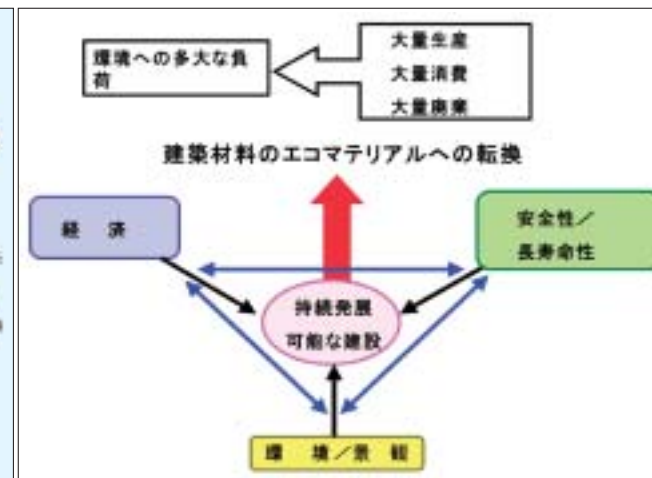 環境への多大な負
荷
大量生産
大量消費
大量廃棄
建築材料のエコマテリアルへの転換
経 済
安全性／
長寿命性
持続発展
可能な建設
環 境／景 観